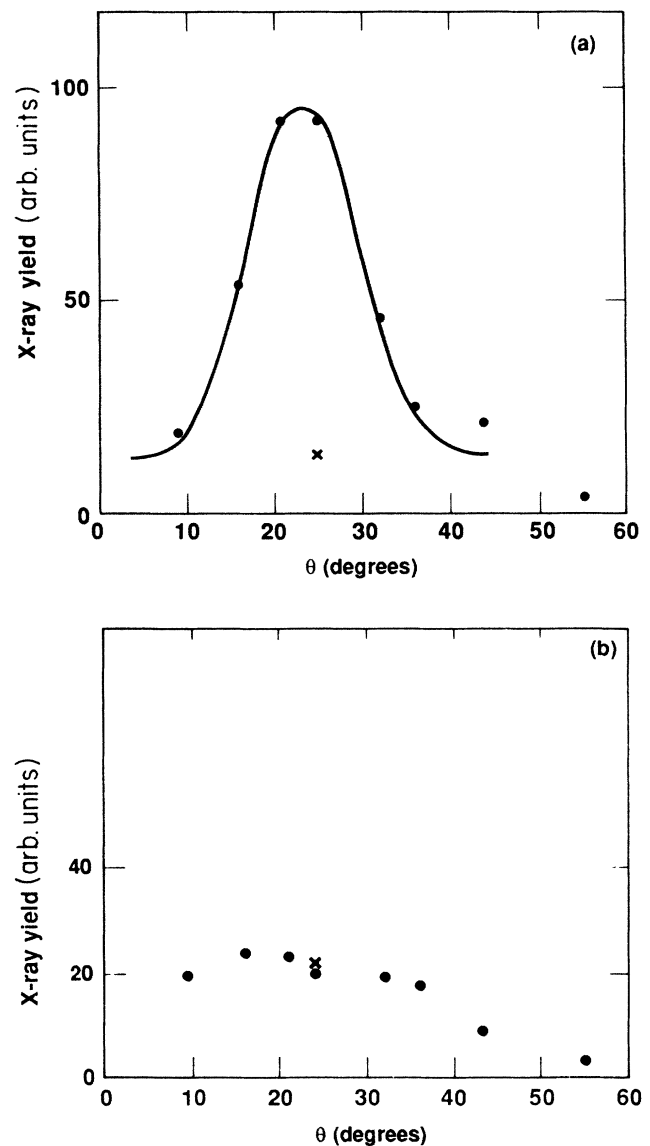 (a)
100
50
0
X-ray yield (arb. units)
0 10 20 30 40 50 60
θ (degrees)
(b)
40
20
0
X-ray yield (arb. units)
0 10 20 30 40 50 60
θ (degrees)